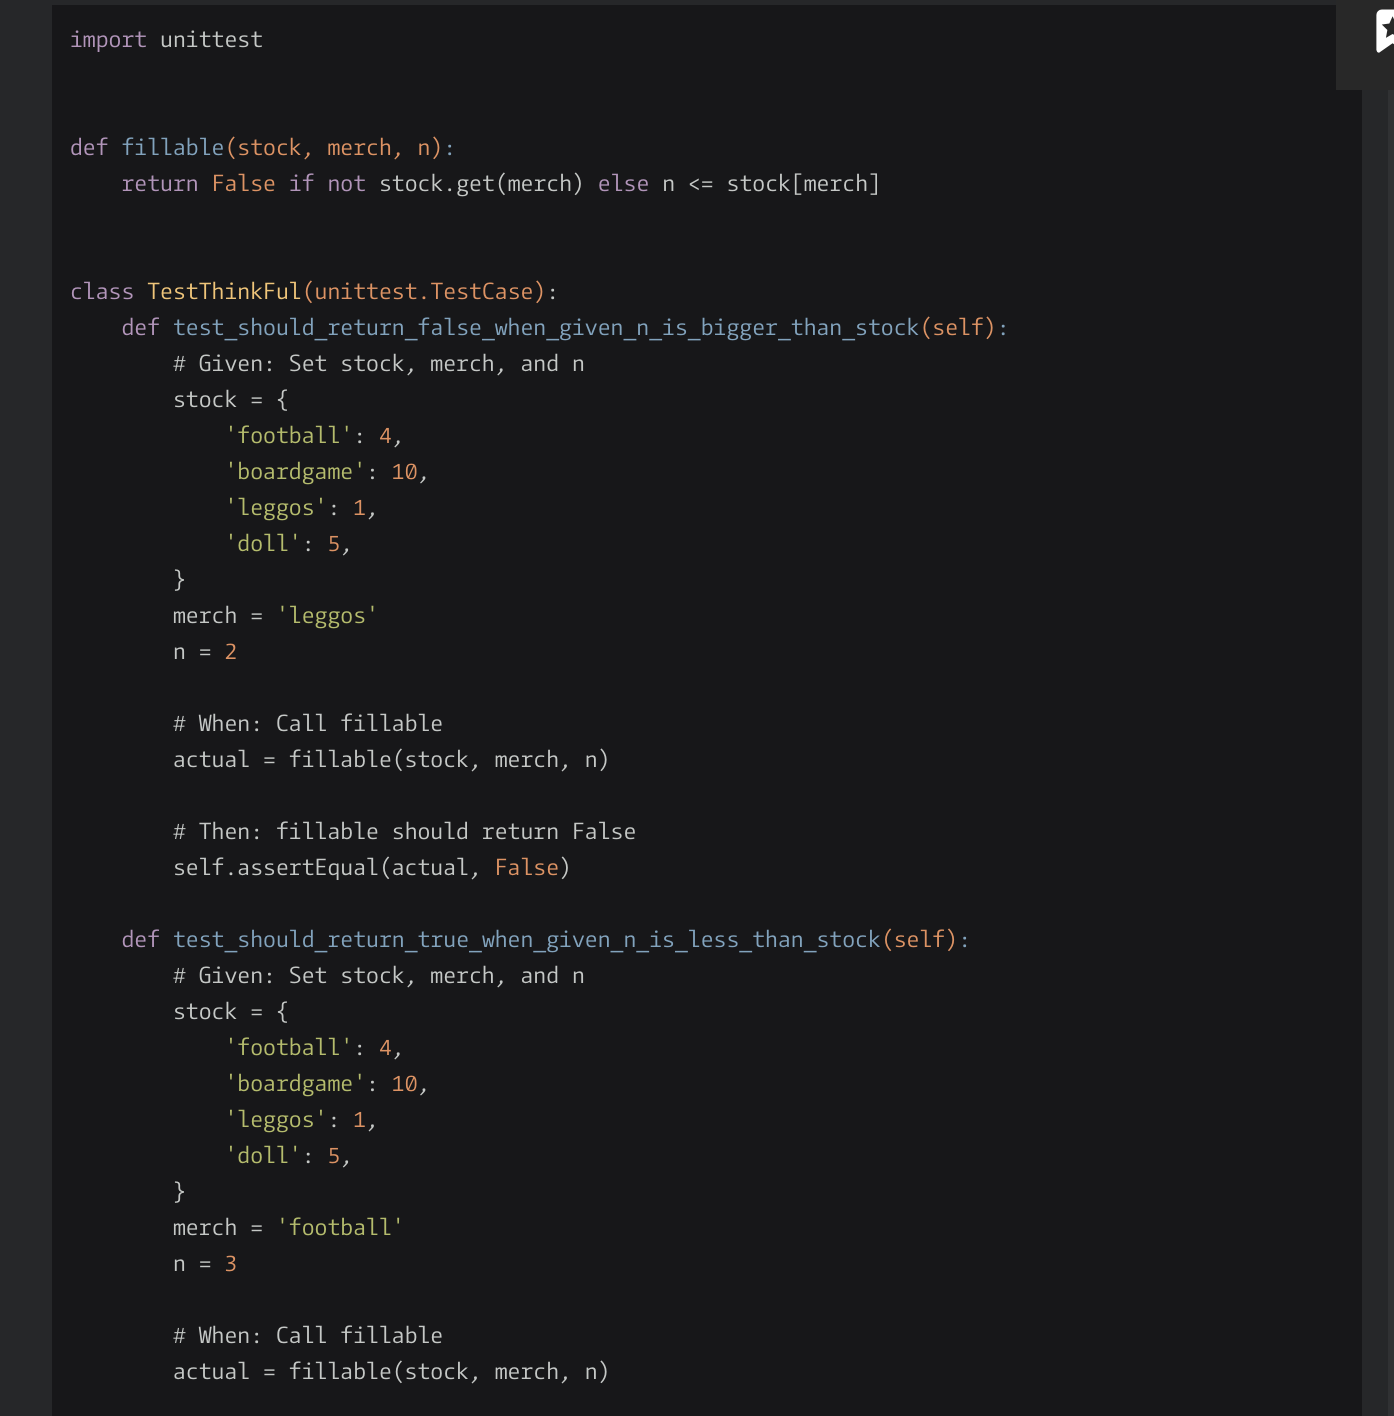 import unittest
def fillable(stock, merch, n):
    return False if not stock.get(merch) else n <= stock[merch]
class TestThinkFul(unittest.TestCase):
    def test_should_return_false_when_given_n_is_bigger_than_stock(self):
        # Given: Set stock, merch, and n
        stock = {
            'football': 4,
            'boardgame': 10,
            'leggos': 1,
            'doll': 5,
        }
        merch = 'leggos'
        n = 2
        # When: Call fillable
        actual = fillable(stock, merch, n)
        # Then: fillable should return False
        self.assertEqual(actual, False)
    def test_should_return_true_when_given_n_is_less_than_stock(self):
        # Given: Set stock, merch, and n
        stock = {
            'football': 4,
            'boardgame': 10,
            'leggos': 1,
            'doll': 5,
        }
        merch = 'football'
        n = 3
        # When: Call fillable
        actual = fillable(stock, merch, n)